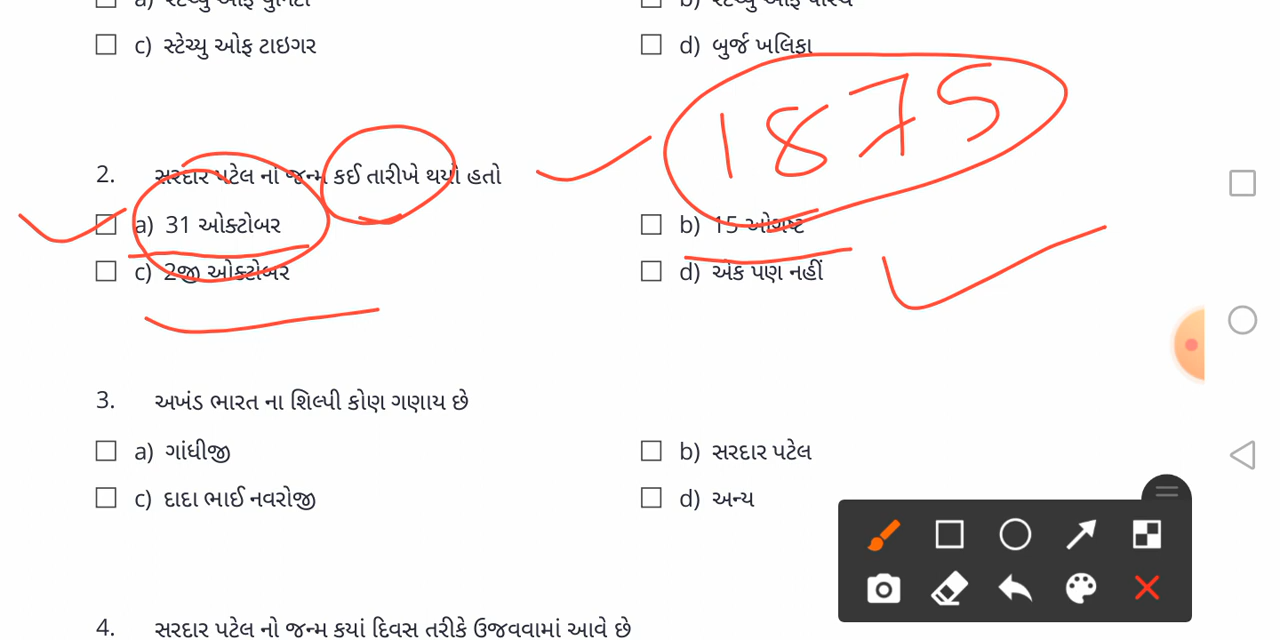 c) સ્ટેચ્યુ ઓફ ટાઇગર
d) બુર્જ ખલિફા
1875
2. સરદાર પટેલ નો જન્મ કઈ તારીખે થયો હતો
a) 31 ઓક્ટોબર
b) 15 ઓગષ્ટ
c) 2જી ઓક્ટોબર
d) એક પણ નહીં
3. અખંડ ભારત ના શિલ્પી કોણ ગણાય છે
a) ગાંધીજી
b) સરદાર પટેલ
c) દાદા ભાઈ નવરોજી
d) અન્ય
4. સરદાર પટેલ નો જન્મ કયાં દિવસ તરીકે ઉજવવામાં આવે છે